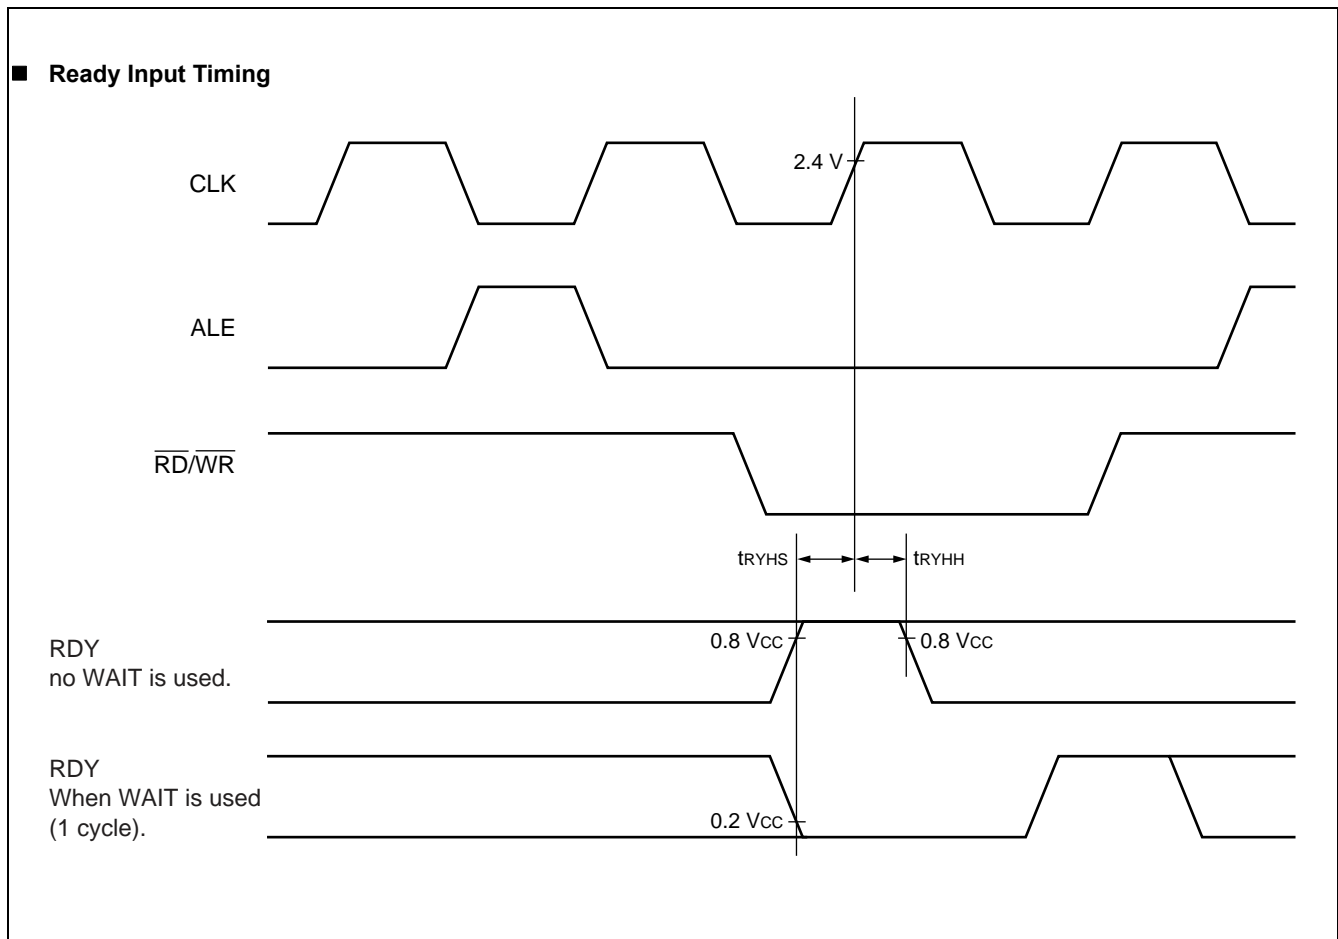 ■ Ready Input Timing
CLK
2.4 V
ALE
RD/WR
tRYHS
tRYHH
RDY
no WAIT is used.
0.8 VCC
0.8 VCC
RDY
When WAIT is used
(1 cycle).
0.2 VCC